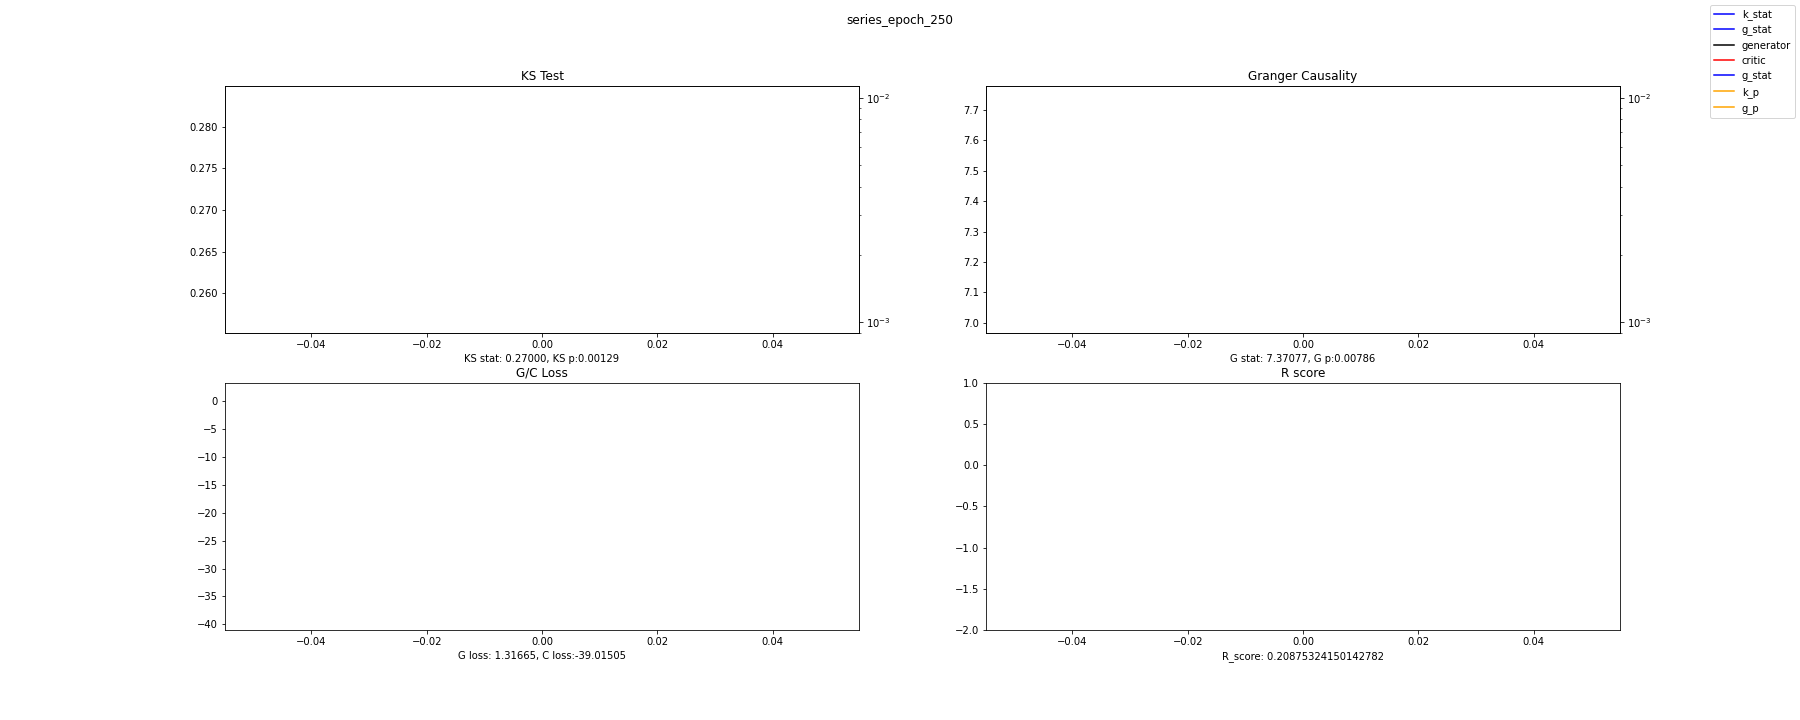 series_epoch_250
k_stat
g_stat
generator
critic
g_stat
k_p
g_p
KS Test
0.280
0.275
0.270
0.265
0.260
10⁻²
10⁻³
−0.04 −0.02 0.00 0.02 0.04
KS stat: 0.27000, KS p:0.00129
Granger Causality
7.7
7.6
7.5
7.4
7.3
7.2
7.1
7.0
10⁻²
10⁻³
−0.04 −0.02 0.00 0.02 0.04
G stat: 7.37077, G p:0.00786
G/C Loss
0
−5
−10
−15
−20
−25
−30
−35
−40
−0.04 −0.02 0.00 0.02 0.04
G loss: 1.31665, C loss:-39.01505
R score
1.0
0.5
0.0
−0.5
−1.0
−1.5
−2.0
−0.04 −0.02 0.00 0.02 0.04
R_score: 0.20875324150142782